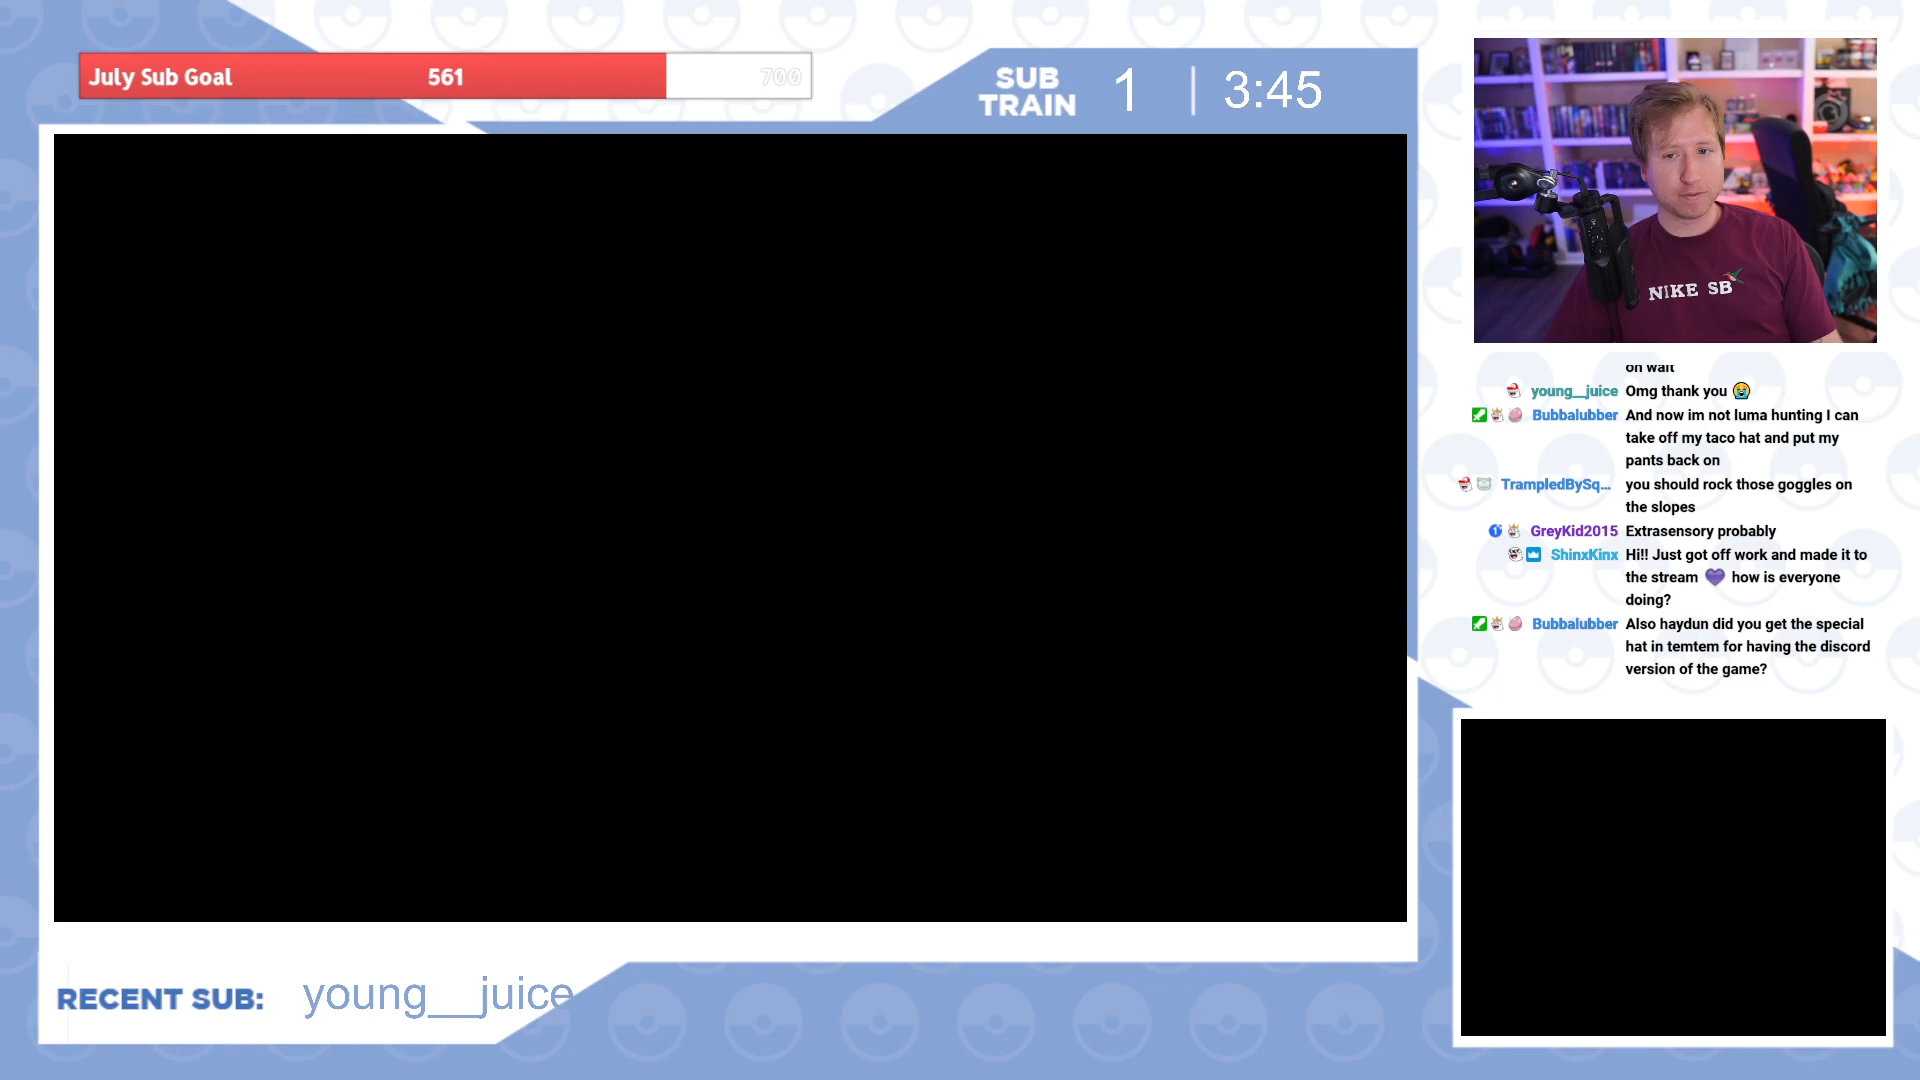 July Sub Goal 561 700
SUB
TRAIN
1 | 3:45
NIKE SB
on wait
young__juice Omg thank you 😭
Bubbalubber And now im not luma hunting I can
take off my taco hat and put my
pants back on
TrampledBySq... you should rock those goggles on
the slopes
GreyKid2015 Extrasensory probably
ShinxKinx Hi!! Just got off work and made it to
the stream 💜 how is everyone
doing?
Bubbalubber Also haydun did you get the special
hat in temtem for having the discord
version of the game?
RECENT SUB: young__juice